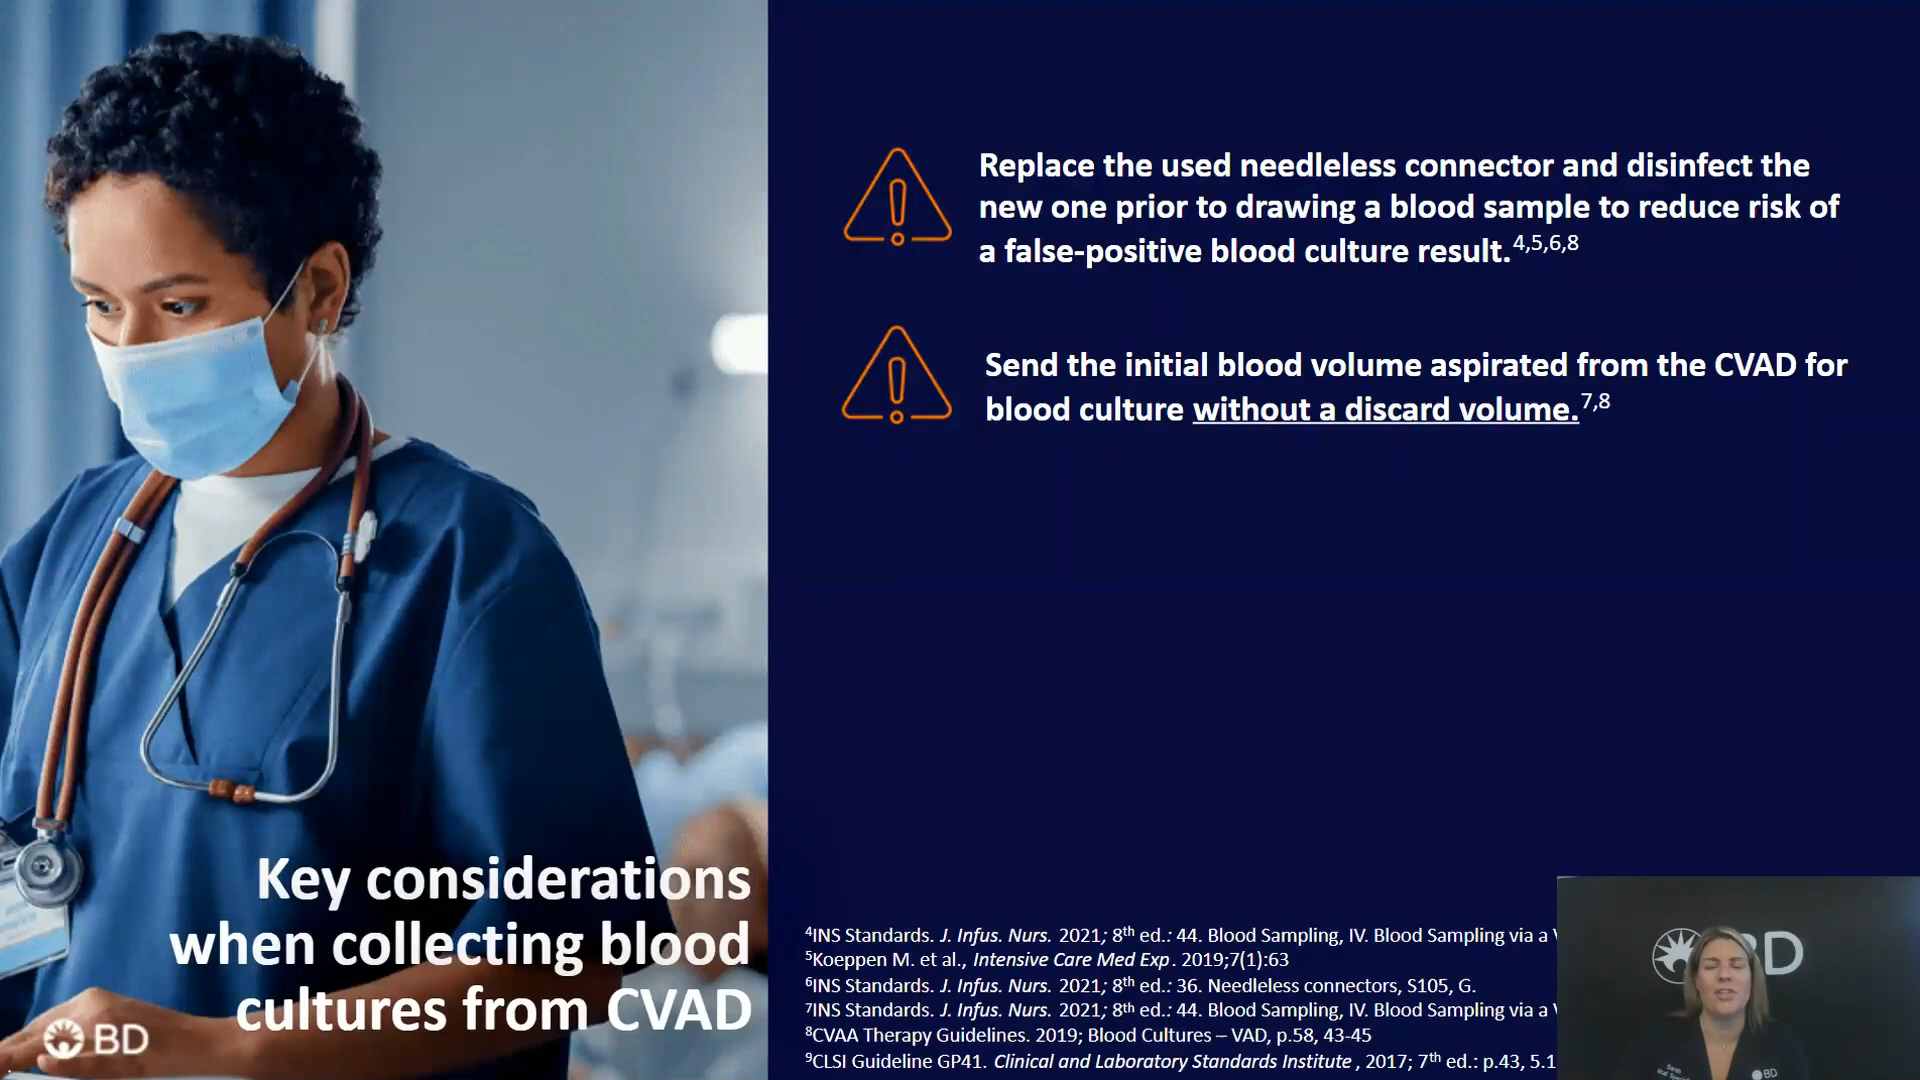 Replace the used needleless connector and disinfect the
new one prior to drawing a blood sample to reduce risk of
a false-positive blood culture result.4,5,6,8
Send the initial blood volume aspirated from the CVAD for
blood culture without a discard volume.7,8
Key considerations
when collecting blood
cultures from CVAD
BD
4INS Standards. J. Infus. Nurs. 2021; 8th ed.: 44. Blood Sampling, IV. Blood Sampling via a
5Koeppen M. et al., Intensive Care Med Exp. 2019;7(1):63
6INS Standards. J. Infus. Nurs. 2021; 8th ed.: 36. Needleless connectors, S105, G.
7INS Standards. J. Infus. Nurs. 2021; 8th ed.: 44. Blood Sampling, IV. Blood Sampling via a
8CVAA Therapy Guidelines. 2019; Blood Cultures – VAD, p.58, 43-45
9CLSI Guideline GP41. Clinical and Laboratory Standards Institute , 2017; 7th ed.: p.43, 5.1
Sarah
BD